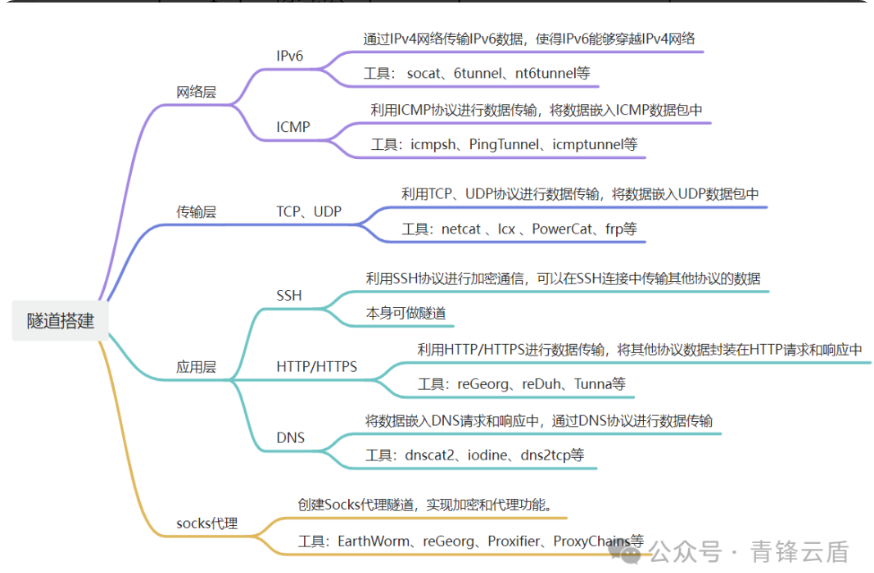 隧道搭建
网络层
IPv6
通过IPv4网络传输IPv6数据，使得IPv6能够穿越IPv4网络
工具： socat、6tunnel、nt6tunnel等
ICMP
利用ICMP协议进行数据传输，将数据嵌入ICMP数据包中
工具：icmpsh、PingTunnel、icmptunnel等
传输层
TCP、UDP
利用TCP、UDP协议进行数据传输，将数据嵌入UDP数据包中
工具：netcat 、lcx 、PowerCat、frp等
应用层
SSH
利用SSH协议进行加密通信，可以在SSH连接中传输其他协议的数据
本身可做隧道
HTTP/HTTPS
利用HTTP/HTTPS进行数据传输，将其他协议数据封装在HTTP请求和响应中
工具：reGeorg、reDuh、Tunna等
DNS
将数据嵌入DNS请求和响应中，通过DNS协议进行数据传输
工具：dnscat2、iodine、dns2tcp等
socks代理
创建Socks代理隧道，实现加密和代理功能。
工具：EarthWorm、reGeorg、Proxifier、ProxyChains等
公众号 · 青锋云盾